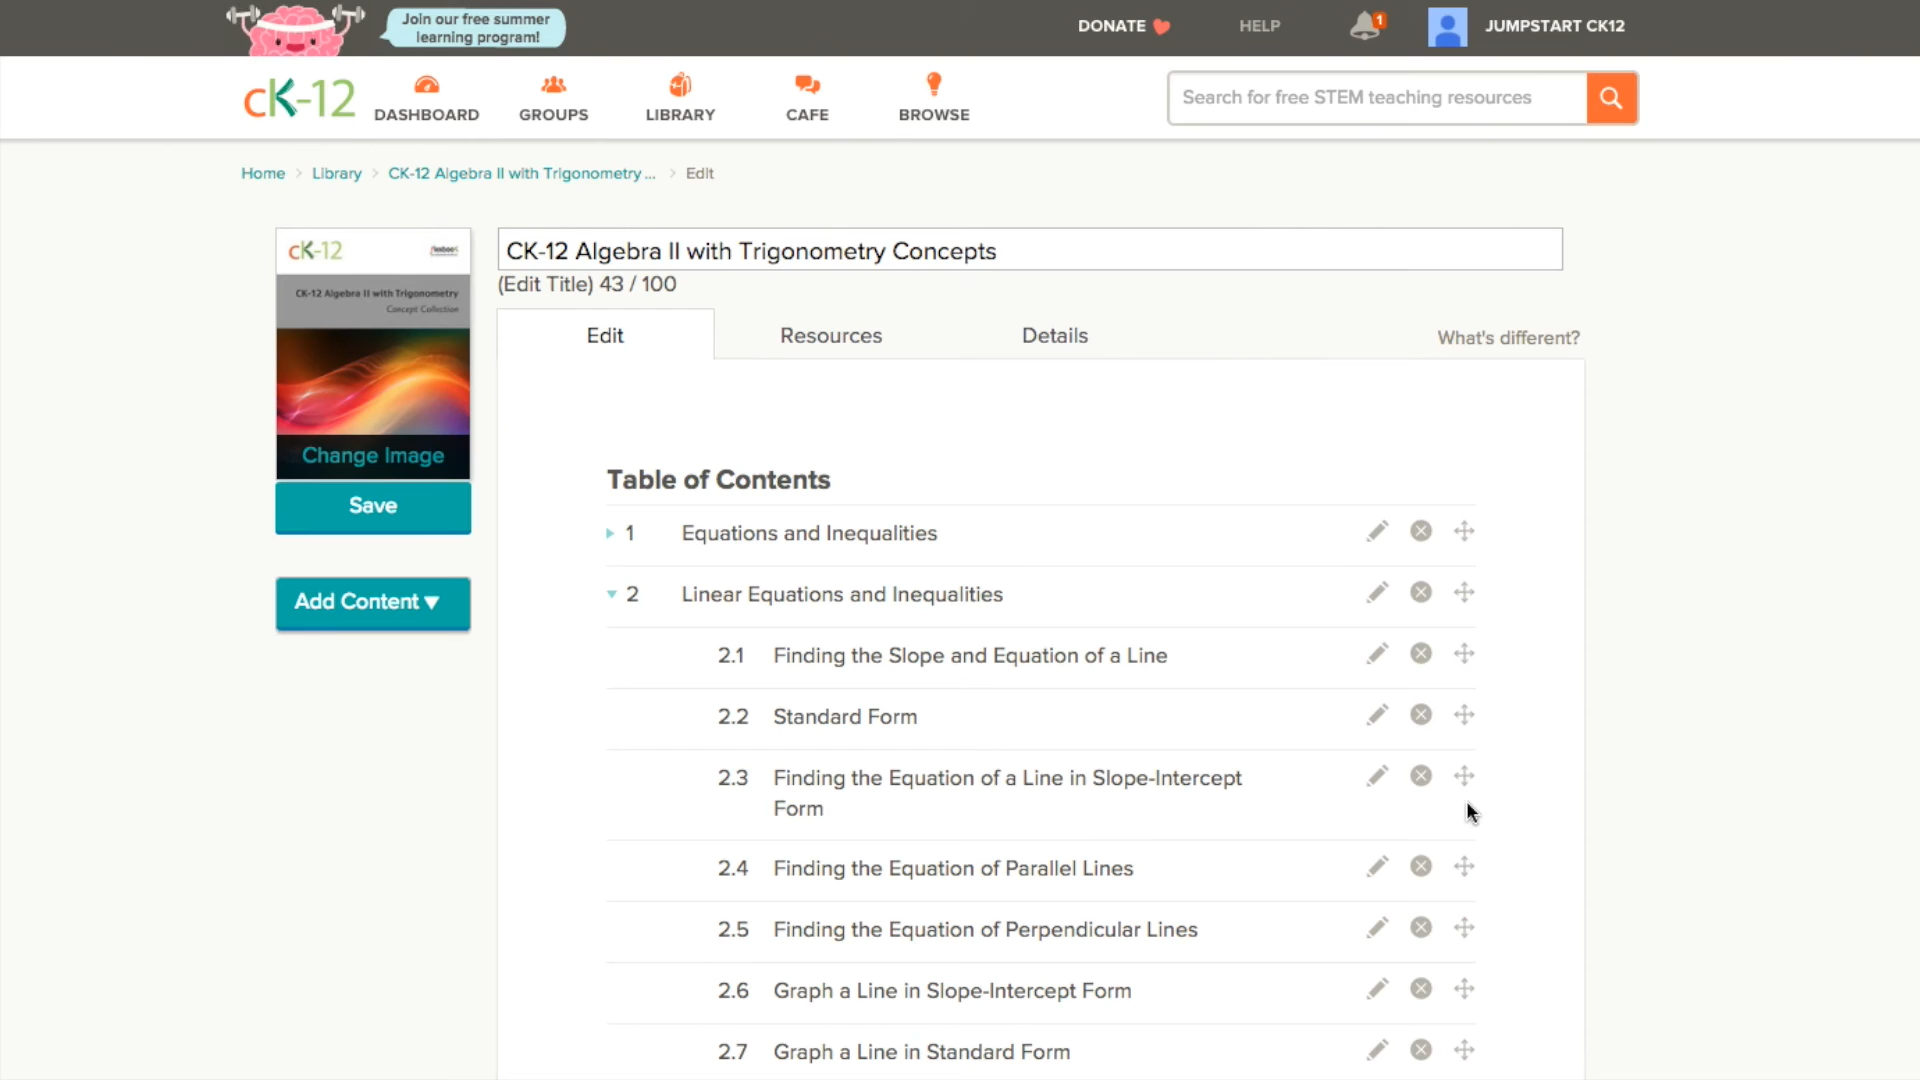 Join our free summer
learning program!
DONATE
HELP
1
JUMPSTART CK12
cK-12
DASHBOARD
GROUPS
LIBRARY
CAFE
BROWSE
Search for free STEM teaching resources
Home > Library > CK-12 Algebra II with Trigonometry ... > Edit
cK-12
flexbook
CK-12 Algebra II with Trigonometry
Concept Collection
Change Image
Save
Add Content
CK-12 Algebra II with Trigonometry Concepts
(Edit Title) 43 / 100
Edit
Resources
Details
What's different?
Table of Contents
1 Equations and Inequalities
2 Linear Equations and Inequalities
2.1 Finding the Slope and Equation of a Line
2.2 Standard Form
2.3 Finding the Equation of a Line in Slope-Intercept
Form
2.4 Finding the Equation of Parallel Lines
2.5 Finding the Equation of Perpendicular Lines
2.6 Graph a Line in Slope-Intercept Form
2.7 Graph a Line in Standard Form